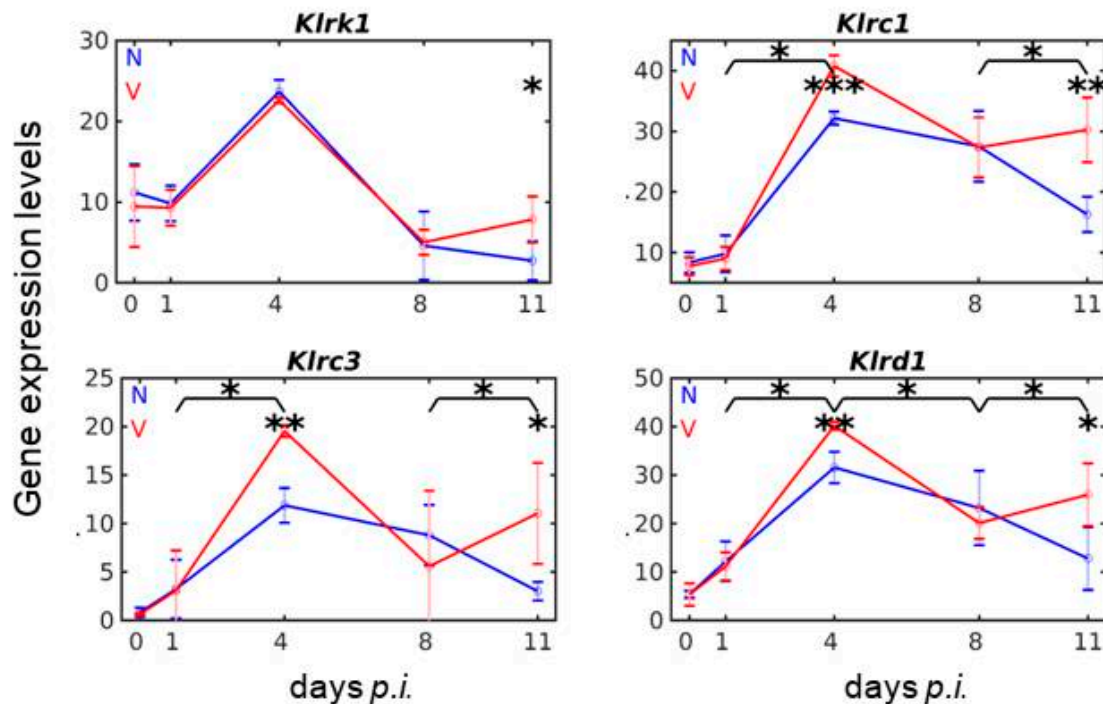 Gene expression levels
Klrk1
30
20
10
0
N
V
*
0 1 4 8 11
Klrc1
40
30
20
10
N
V
* *
*** **
0 1 4 8 11
Klrc3
25
20
15
10
5
0
N
V
* *
** *
0 1 4 8 11
days p.i.
Klrd1
50
40
30
20
10
0
N
V
* * *
** *
0 1 4 8 11
days p.i.